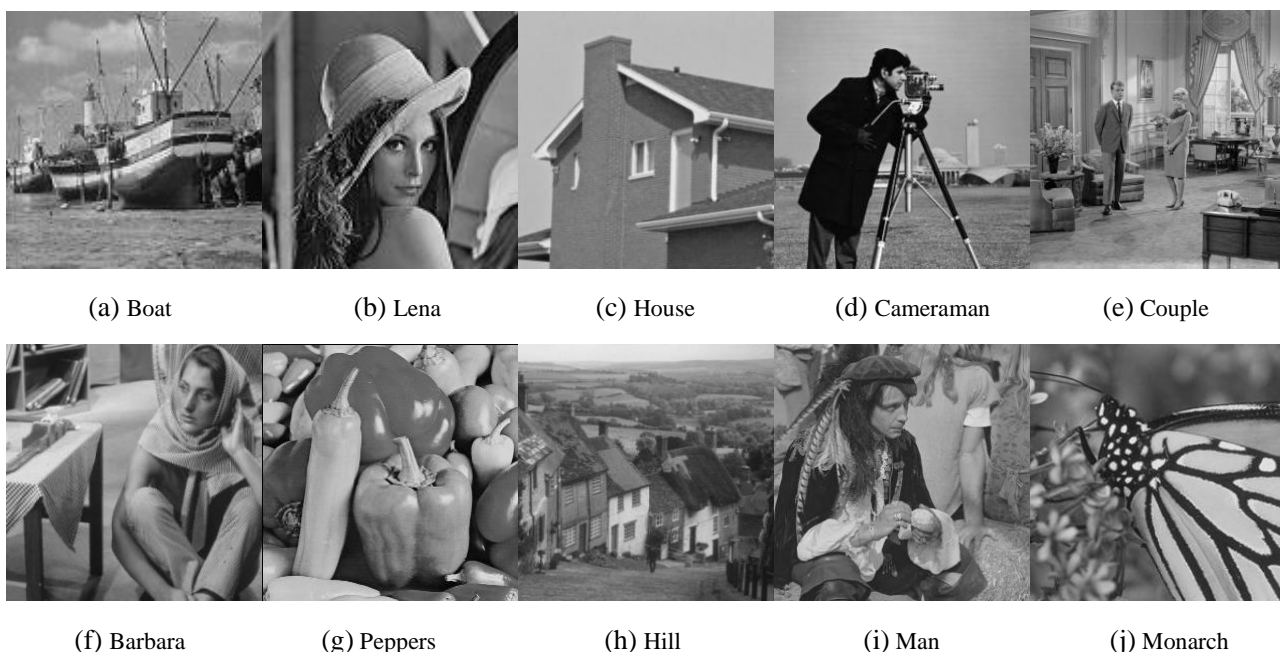 (a) Boat (b) Lena (c) House (d) Cameraman (e) Couple
(f) Barbara (g) Peppers (h) Hill (i) Man (j) Monarch